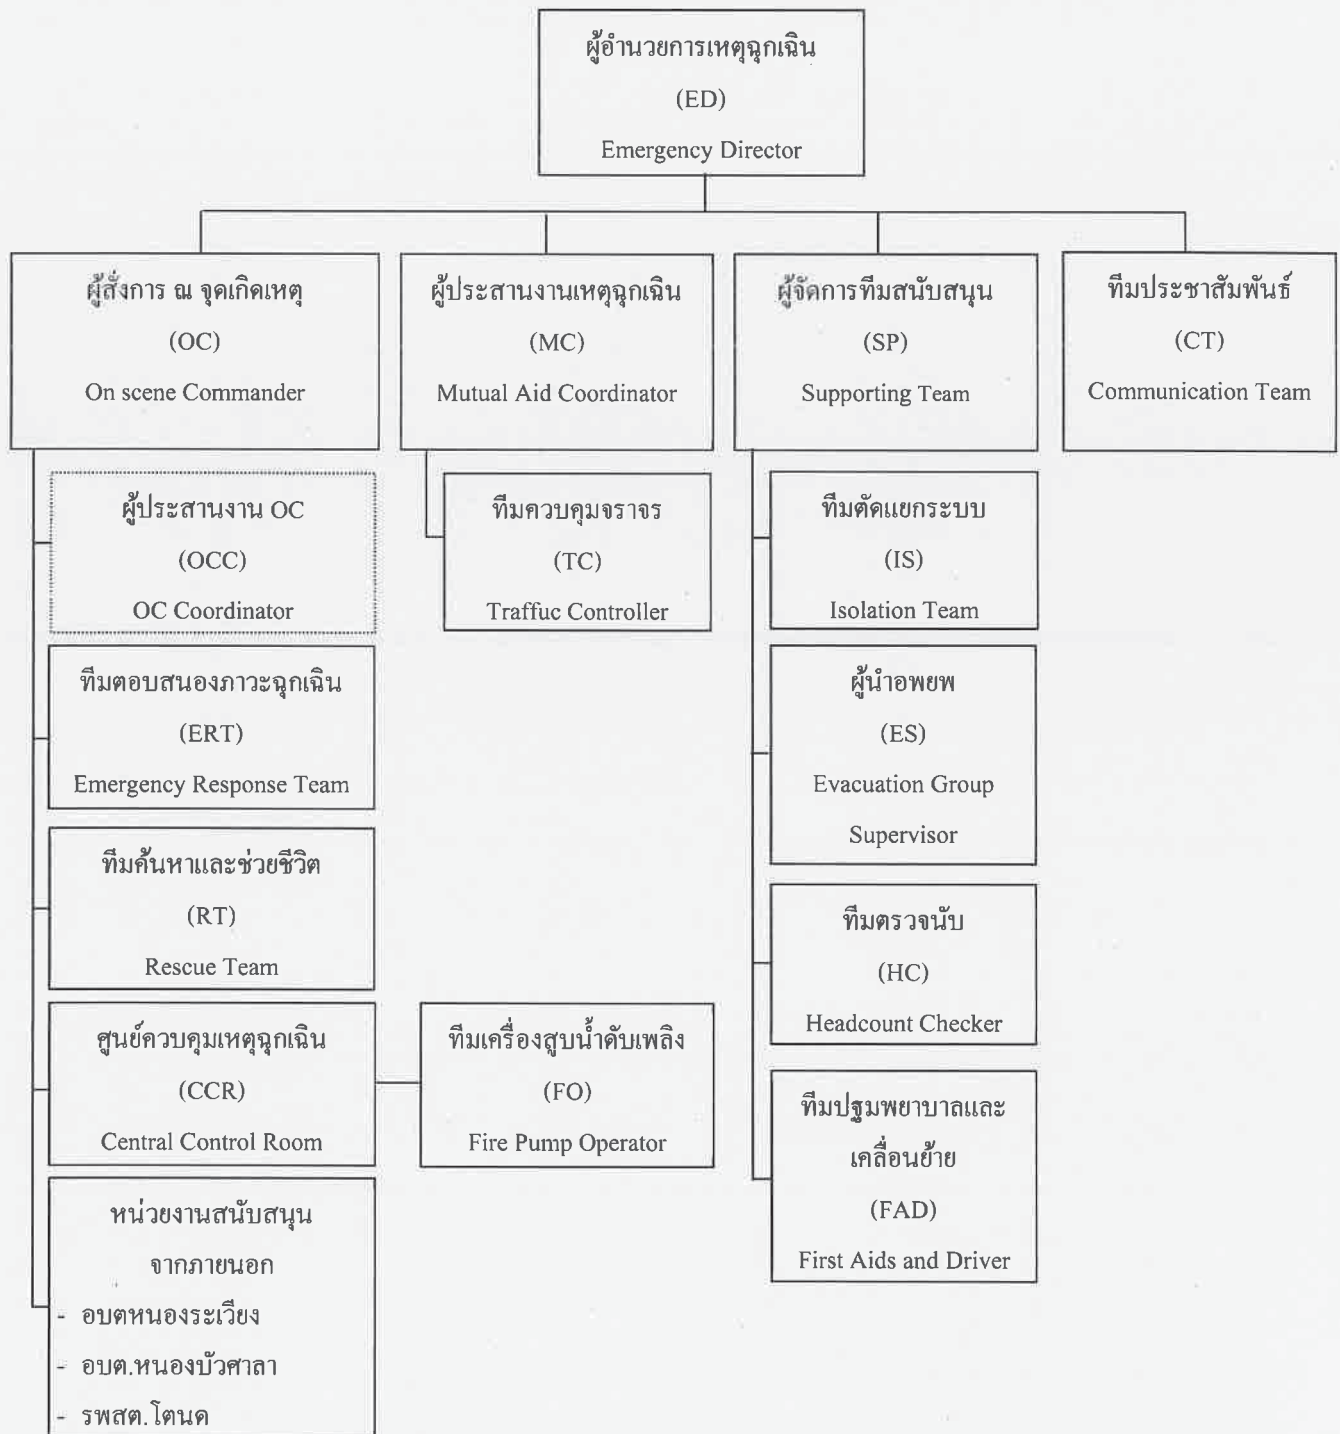 ผู้อำนวยการเหตุฉุกเฉิน
(ED)
Emergency Director
ผู้สั่งการ ณ จุดเกิดเหตุ
(OC)
On scene Commander
ผู้ประสานงานเหตุฉุกเฉิน
(MC)
Mutual Aid Coordinator
ผู้จัดการทีมสนับสนุน
(SP)
Supporting Team
ทีมประชาสัมพันธ์
(CT)
Communication Team
ผู้ประสานงาน OC
(OCC)
OC Coordinator
ทีมควบคุมจราจร
(TC)
Traffuc Controller
ทีมตัดแยกระบบ
(IS)
Isolation Team
ทีมตอบสนองภาวะฉุกเฉิน
(ERT)
Emergency Response Team
ผู้นำอพยพ
(ES)
Evacuation Group
Supervisor
ทีมค้นหาและช่วยชีวิต
(RT)
Rescue Team
ทีมตรวจนับ
(HC)
Headcount Checker
ศูนย์ควบคุมเหตุฉุกเฉิน
(CCR)
Central Control Room
ทีมเครื่องสูบน้ำดับเพลิง
(FO)
Fire Pump Operator
ทีมปฐมพยาบาลและ
เคลื่อนย้าย
(FAD)
First Aids and Driver
หน่วยงานสนับสนุน
จากภายนอก
- อบตหนองระเวียง
- อบต.หนองบัวศาลา
- รพสต.โตนด